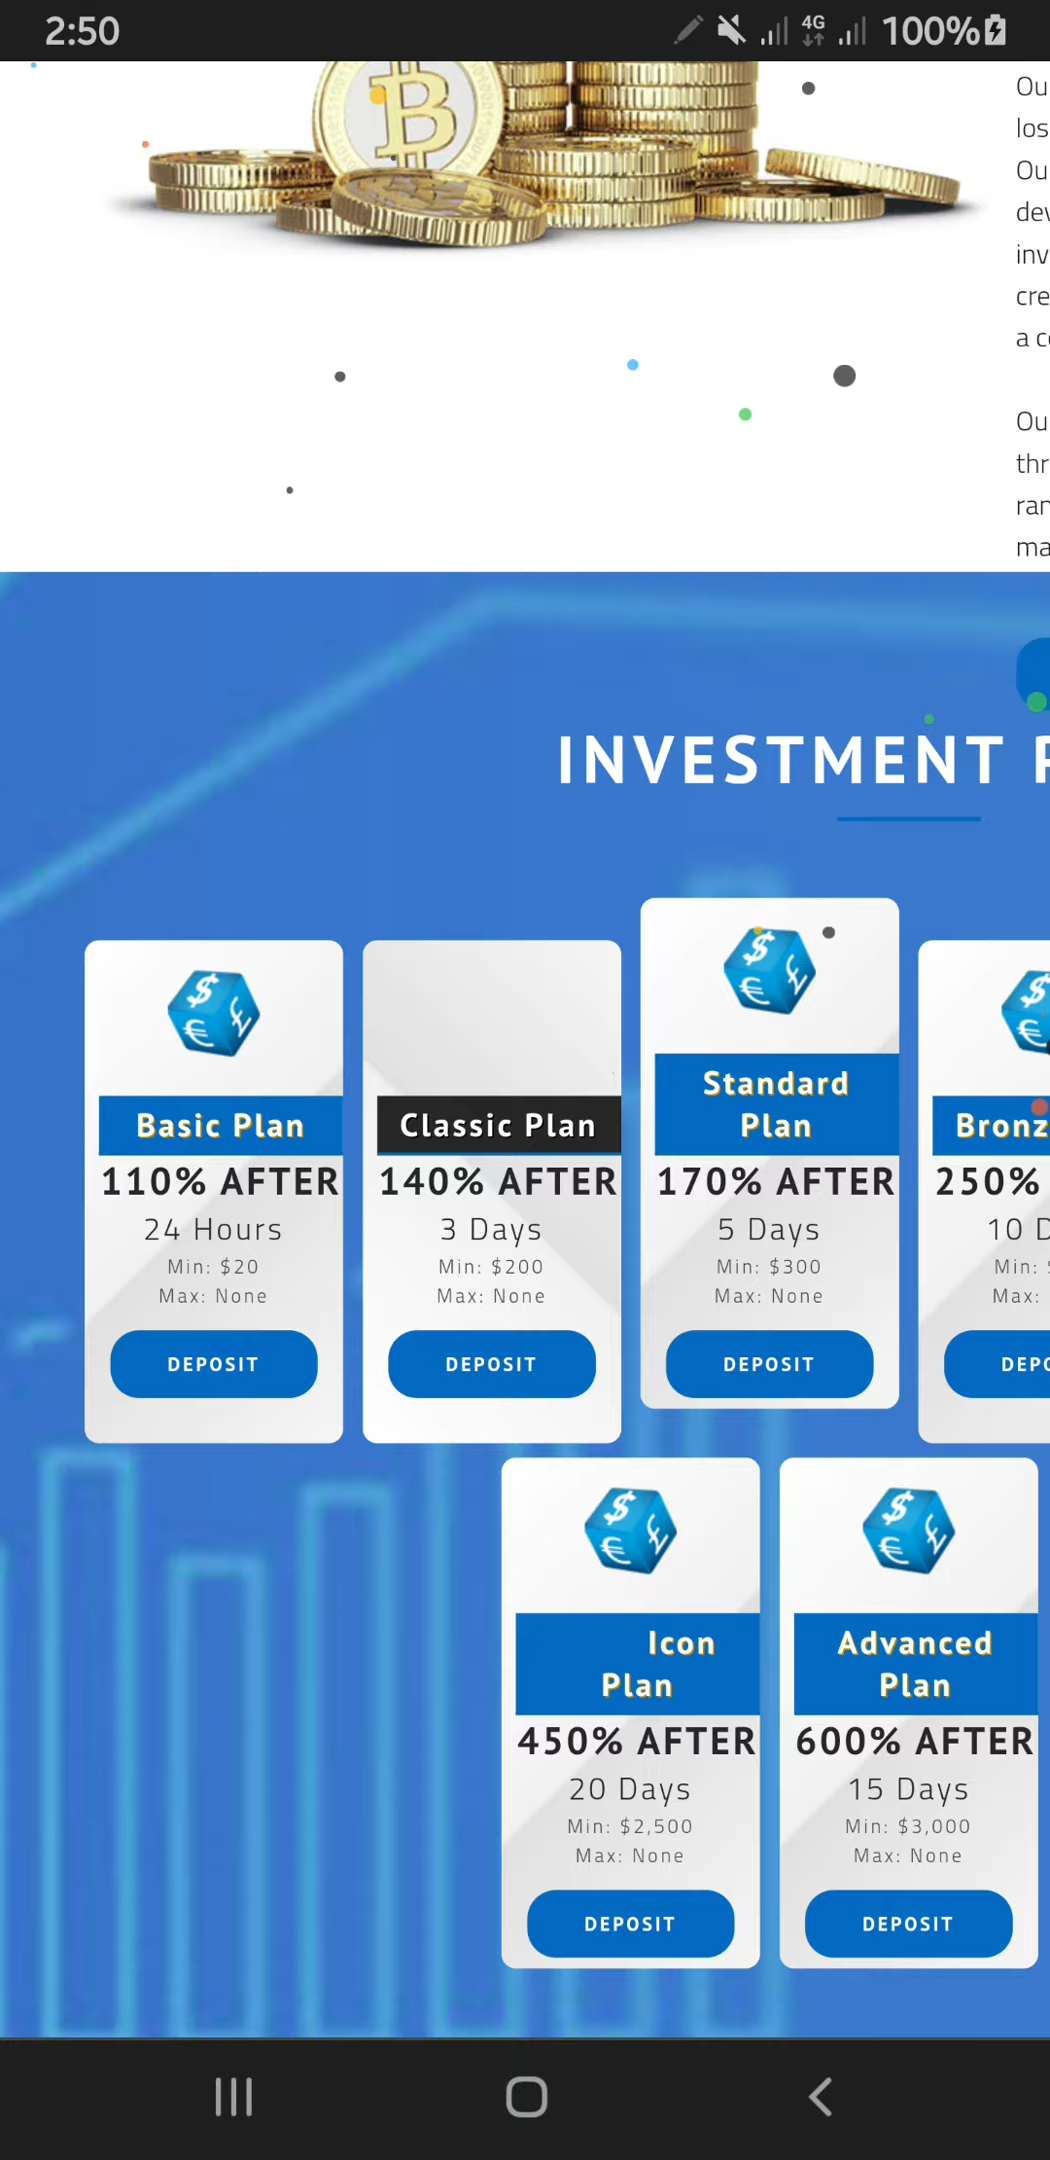 2:50
4G
100%
Ou
los
Ou
dev
inv
cre
a c
Ou
thr
ran
ma
INVESTMENT P
Basic Plan
110% AFTER
24 Hours
Min: $20
Max: None
DEPOSIT
Classic Plan
140% AFTER
3 Days
Min: $200
Max: None
DEPOSIT
Standard
Plan
170% AFTER
5 Days
Min: $300
Max: None
DEPOSIT
Bronz
250%
10 D
Min: $
Max:
DEPO
Icon
Plan
450% AFTER
20 Days
Min: $2,500
Max: None
DEPOSIT
Advanced
Plan
600% AFTER
15 Days
Min: $3,000
Max: None
DEPOSIT